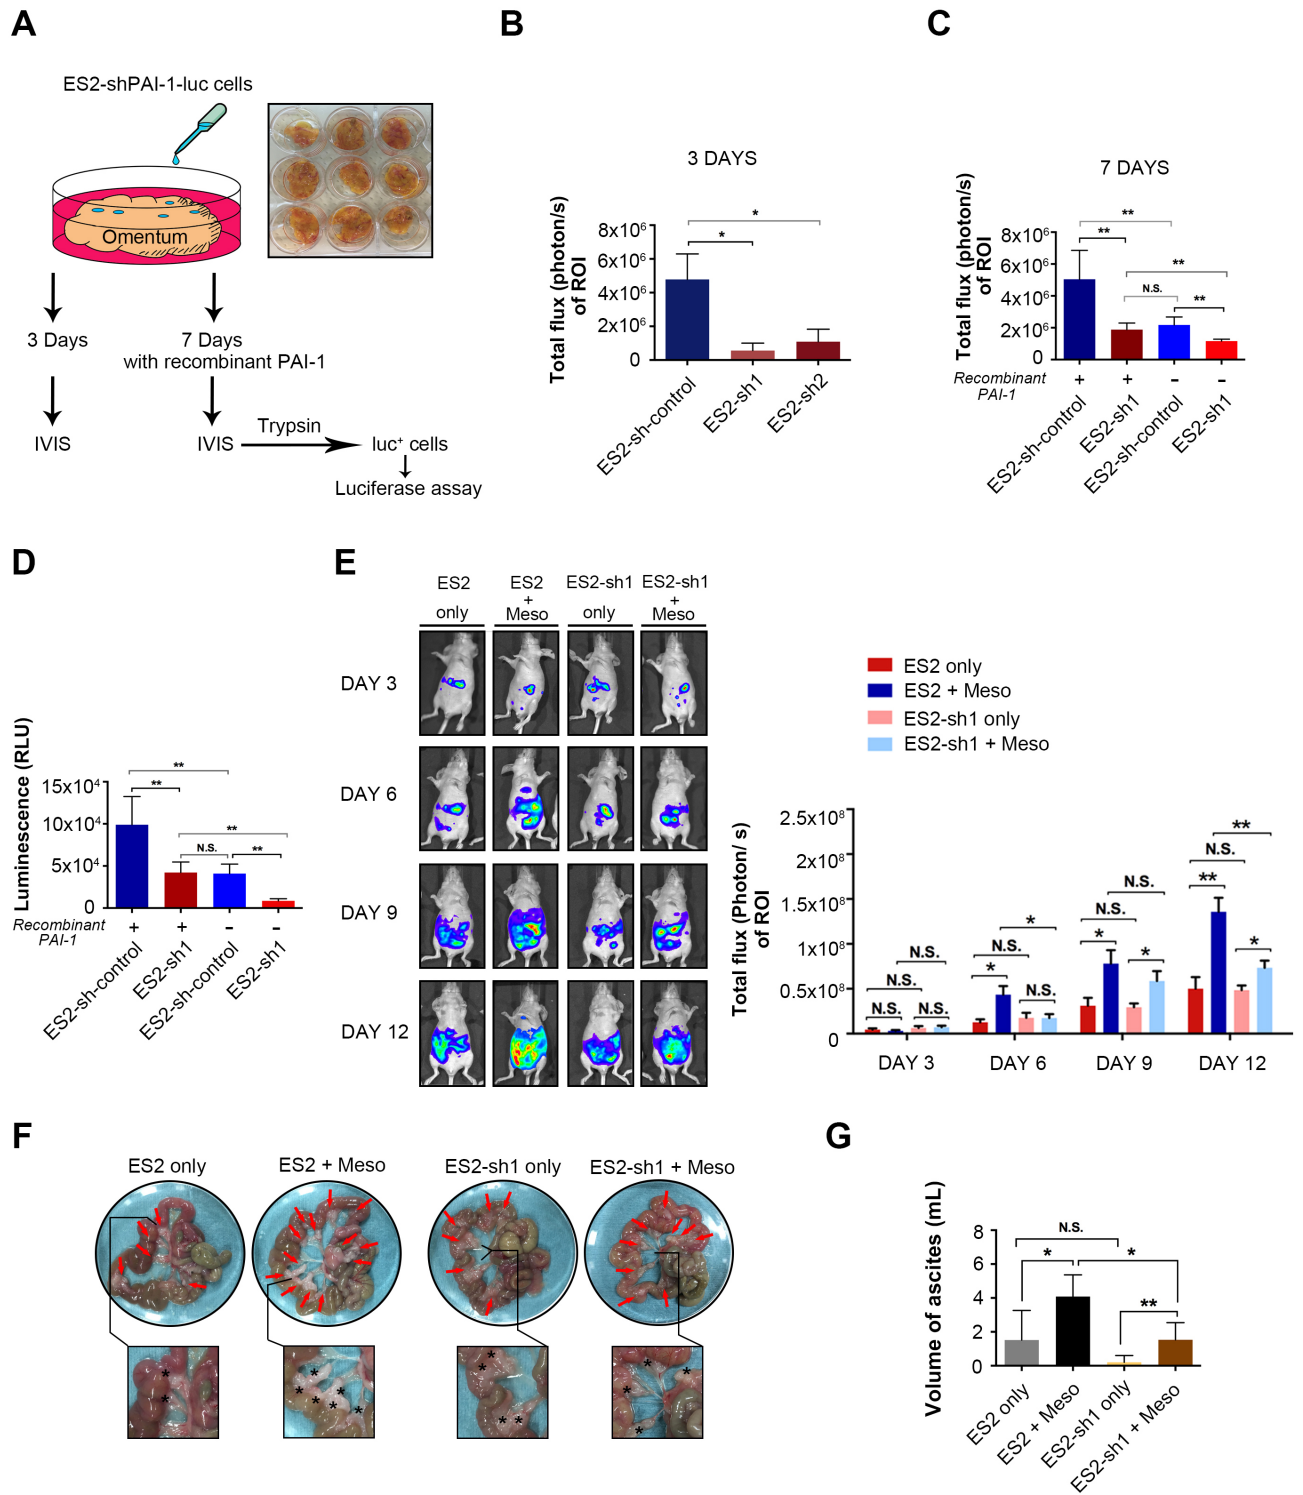 A
ES2-shPAI-1-luc cells
Omentum
3 Days
7 Days
with recombinant PAI-1
IVIS
IVIS
Trypsin
luc+ cells
Luciferase assay
B
3 DAYS
Total flux (photon/s)
of ROI
8x10⁶
6x10⁶
4x10⁶
2x10⁶
0
*
*
ES2-sh-control
ES2-sh1
ES2-sh2
C
7 DAYS
Total flux (photon/s)
of ROI
8x10⁶
6x10⁶
4x10⁶
2x10⁶
0
**
**
**
N.S.
**
Recombinant
PAI-1
+ + - -
ES2-sh-control
ES2-sh1
ES2-sh-control
ES2-sh1
D
Luminescence (RLU)
15x10⁴
10x10⁴
5x10⁴
0
**
**
**
N.S.
**
Recombinant
PAI-1
+ + - -
ES2-sh-control
ES2-sh1
ES2-sh-control
ES2-sh1
E
ES2
only
ES2
+
Meso
ES2-sh1
only
ES2-sh1
+
Meso
DAY 3
DAY 6
DAY 9
DAY 12
ES2 only
ES2 + Meso
ES2-sh1 only
ES2-sh1 + Meso
Total flux (Photon/ s)
of ROI
2.5x10⁸
2x10⁸
1.5x10⁸
1x10⁸
0.5x10⁸
0
N.S.
N.S.
N.S.
N.S.
*
N.S.
*
N.S.
N.S.
N.S.
*
*
**
N.S.
**
*
DAY 3
DAY 6
DAY 9
DAY 12
F
ES2 only
ES2 + Meso
ES2-sh1 only
ES2-sh1 + Meso
G
Volume of ascites (mL)
8
6
4
2
0
N.S.
*
*
**
ES2 only
ES2 + Meso
ES2-sh1 only
ES2-sh1 + Meso